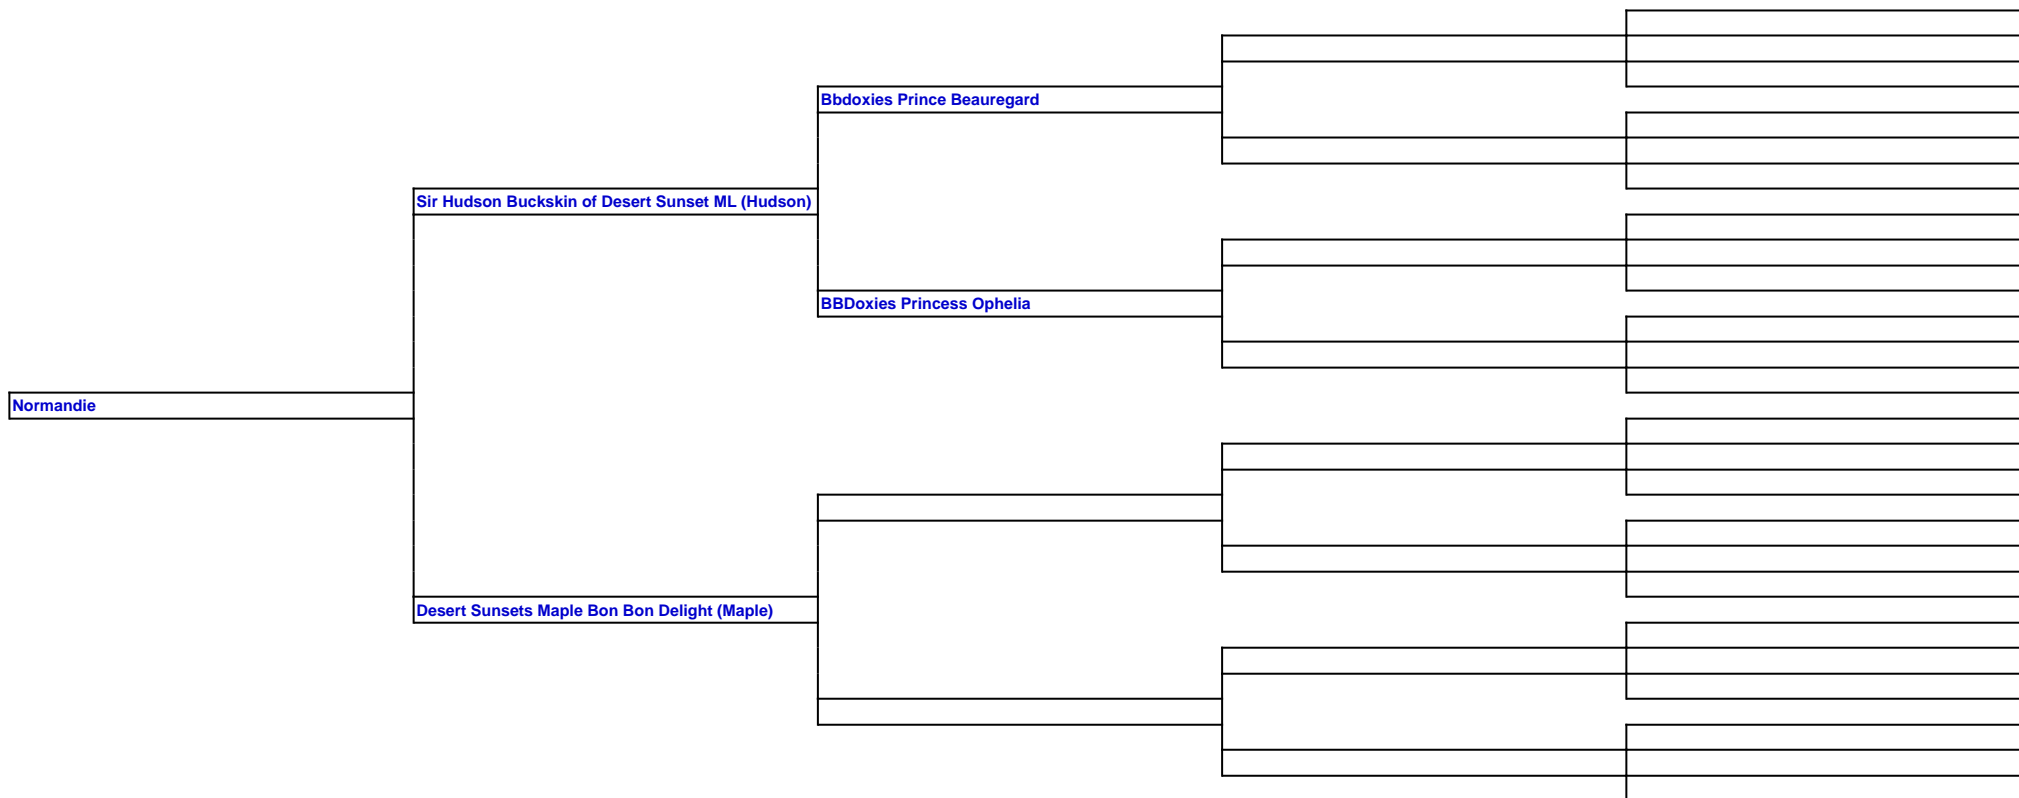 Bbdoxies Prince Beauregard
Sir Hudson Buckskin of Desert Sunset ML (Hudson)
BBDoxies Princess Ophelia
Normandie
Desert Sunsets Maple Bon Bon Delight (Maple)